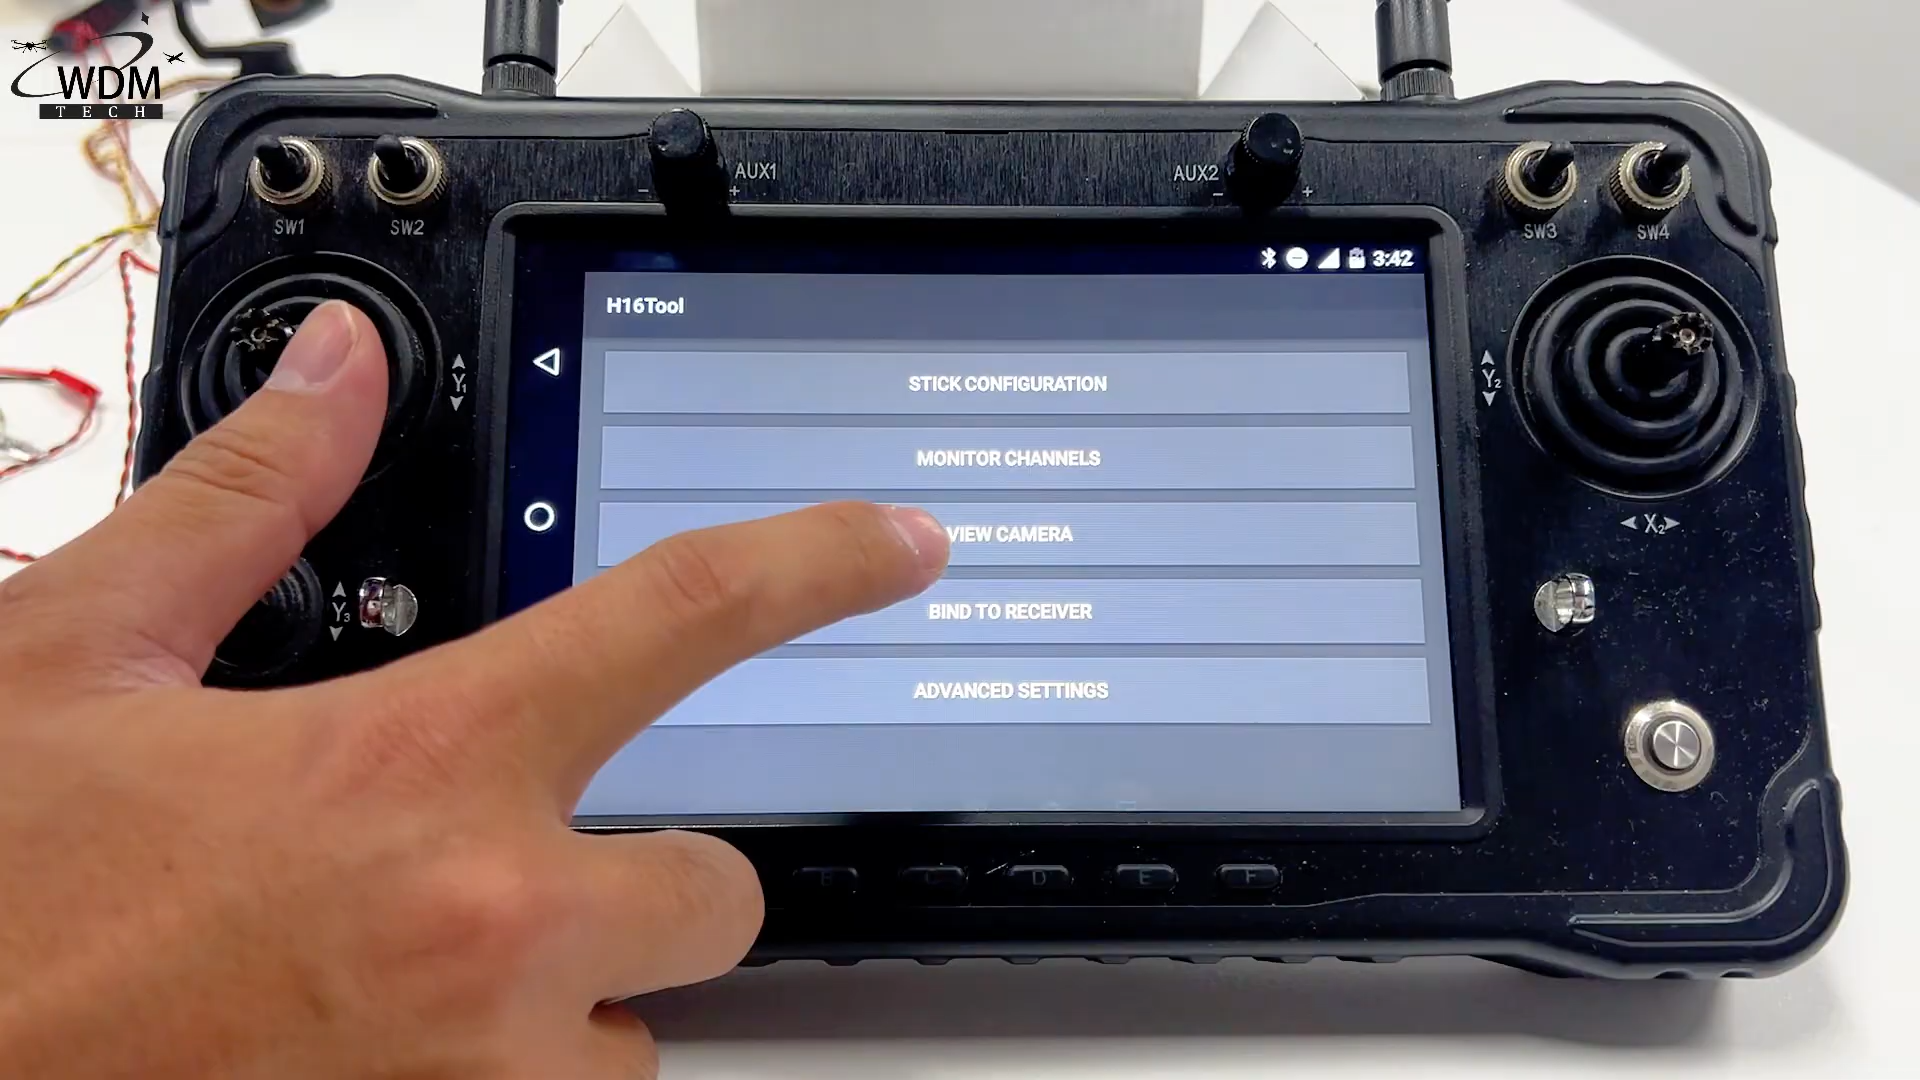 WDM
TECH
AUX1
AUX2
- +
- +
SW1
SW2
SW3
SW4
3:42
H16Tool
STICK CONFIGURATION
MONITOR CHANNELS
VIEW CAMERA
BIND TO RECEIVER
ADVANCED SETTINGS
Y1
Y2
X2
Y3
B C D E F